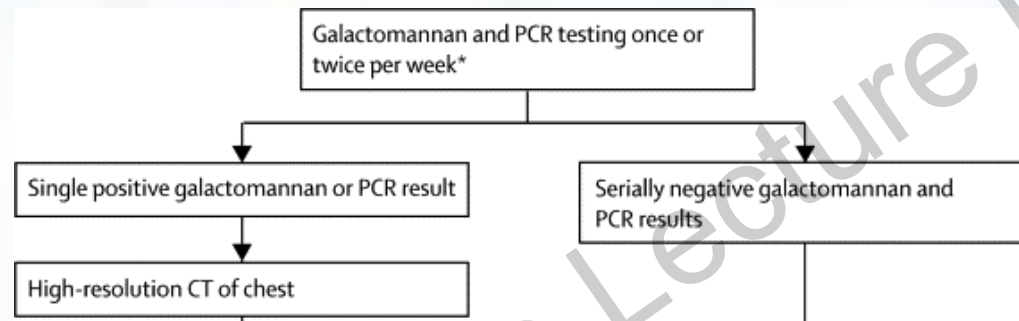 Galactomannan and PCR testing once or
twice per week*
Single positive galactomannan or PCR result
Serially negative galactomannan and
PCR results
High-resolution CT of chest
Lecture